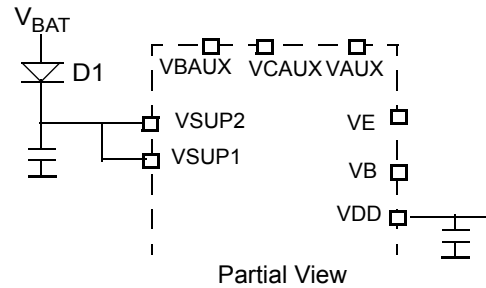 VBAT
D1
VBAUX VCAUX VAUX
VSUP2
VE
VSUP1
VB
VDD
Partial View